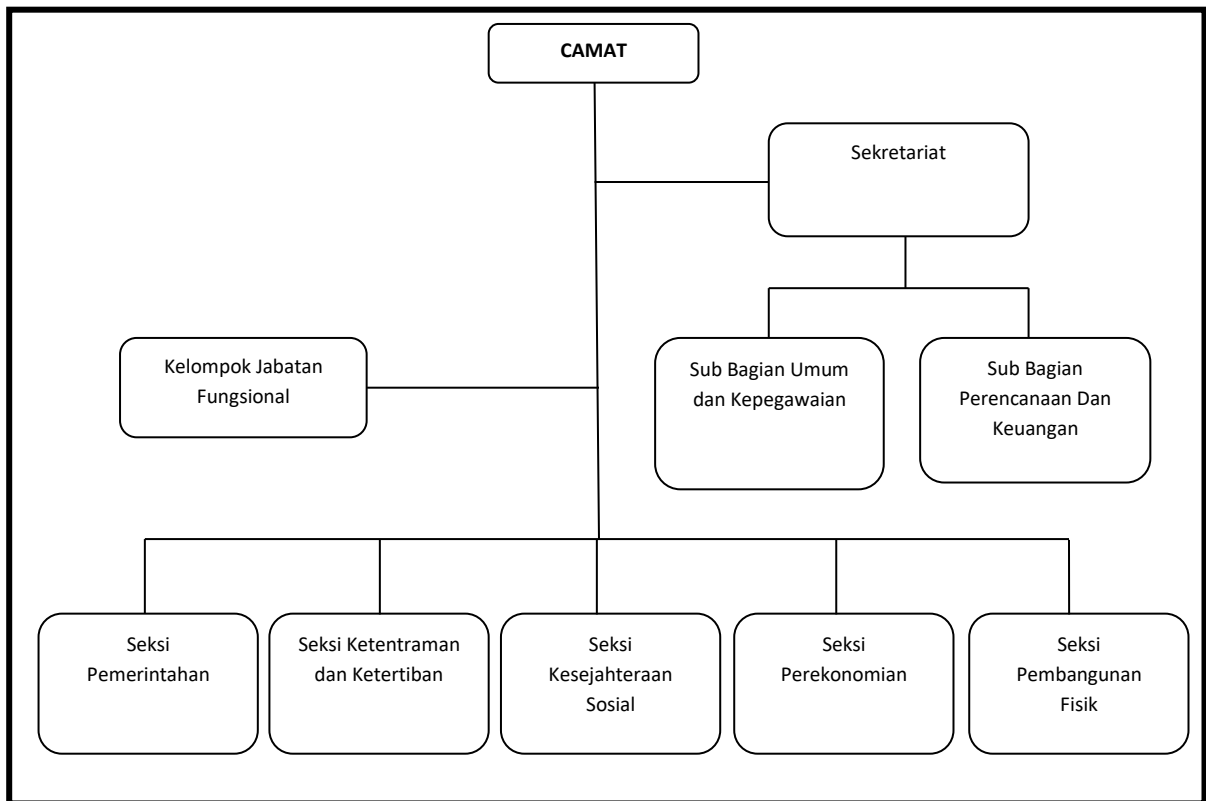 CAMAT
Sekretariat
Kelompok Jabatan
Fungsional
Sub Bagian Umum
dan Kepegawaian
Sub Bagian
Perencanaan Dan
Keuangan
Seksi
Pemerintahan
Seksi Ketentraman
dan Ketertiban
Seksi
Kesejahteraan
Sosial
Seksi
Perekonomian
Seksi
Pembangunan
Fisik